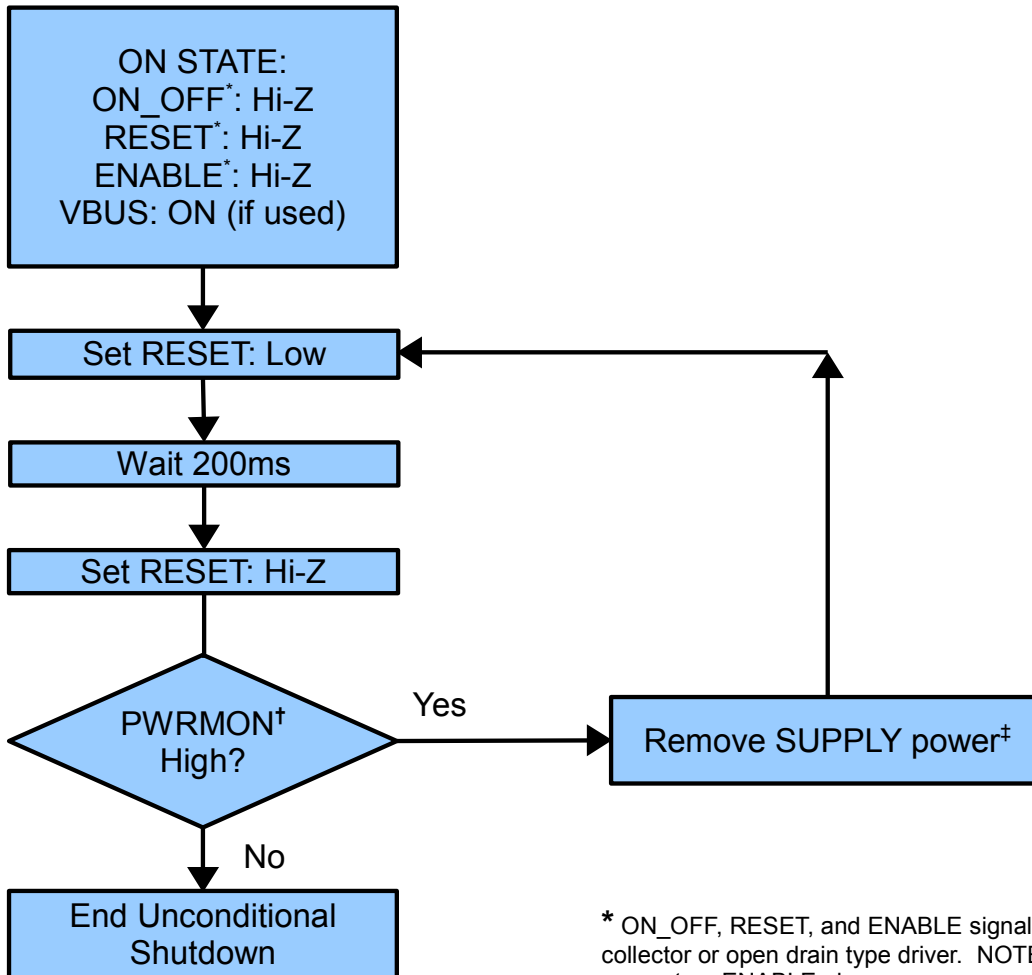 ON STATE:
ON_OFF*: Hi-Z
RESET*: Hi-Z
ENABLE*: Hi-Z
VBUS: ON (if used)
Set RESET: Low
Wait 200ms
Set RESET: Hi-Z
PWRMON†
High?
Yes
Remove SUPPLY power‡
No
End Unconditional
Shutdown
* ON_OFF, RESET, and ENABLE signal
collector or open drain type driver. NOTE